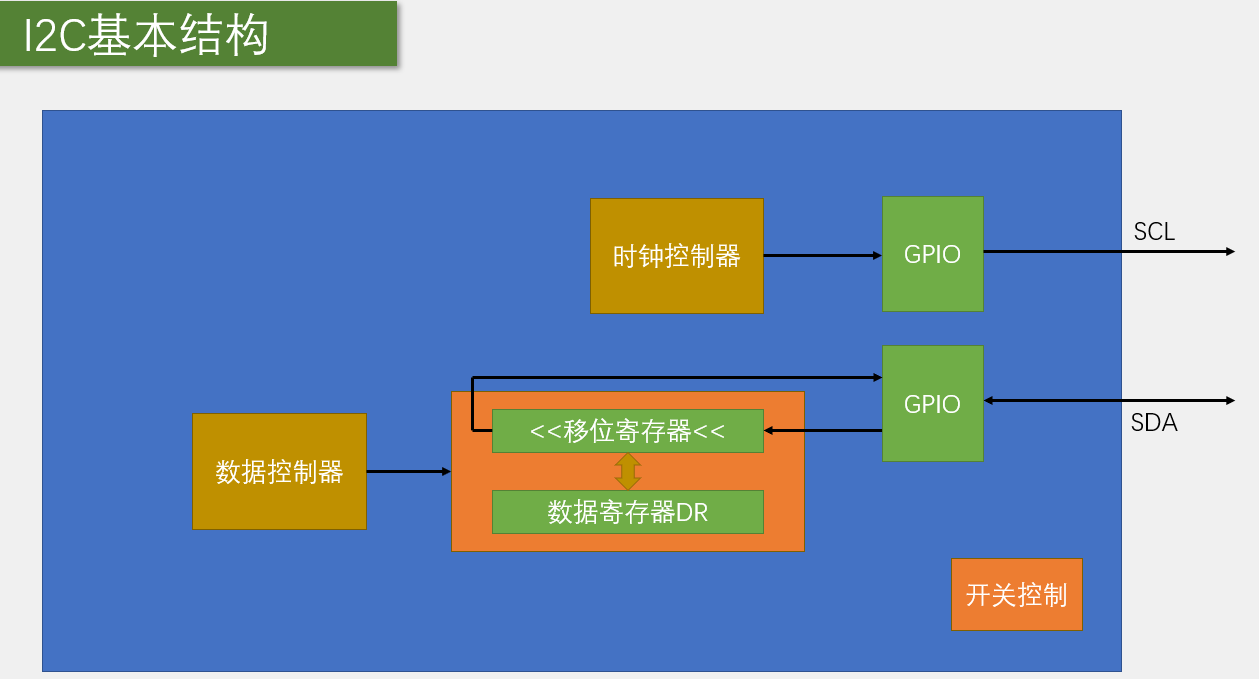 I2C基本结构
时钟控制器
GPIO
SCL
GPIO
SDA
<<移位寄存器<<
数据控制器
数据寄存器DR
开关控制